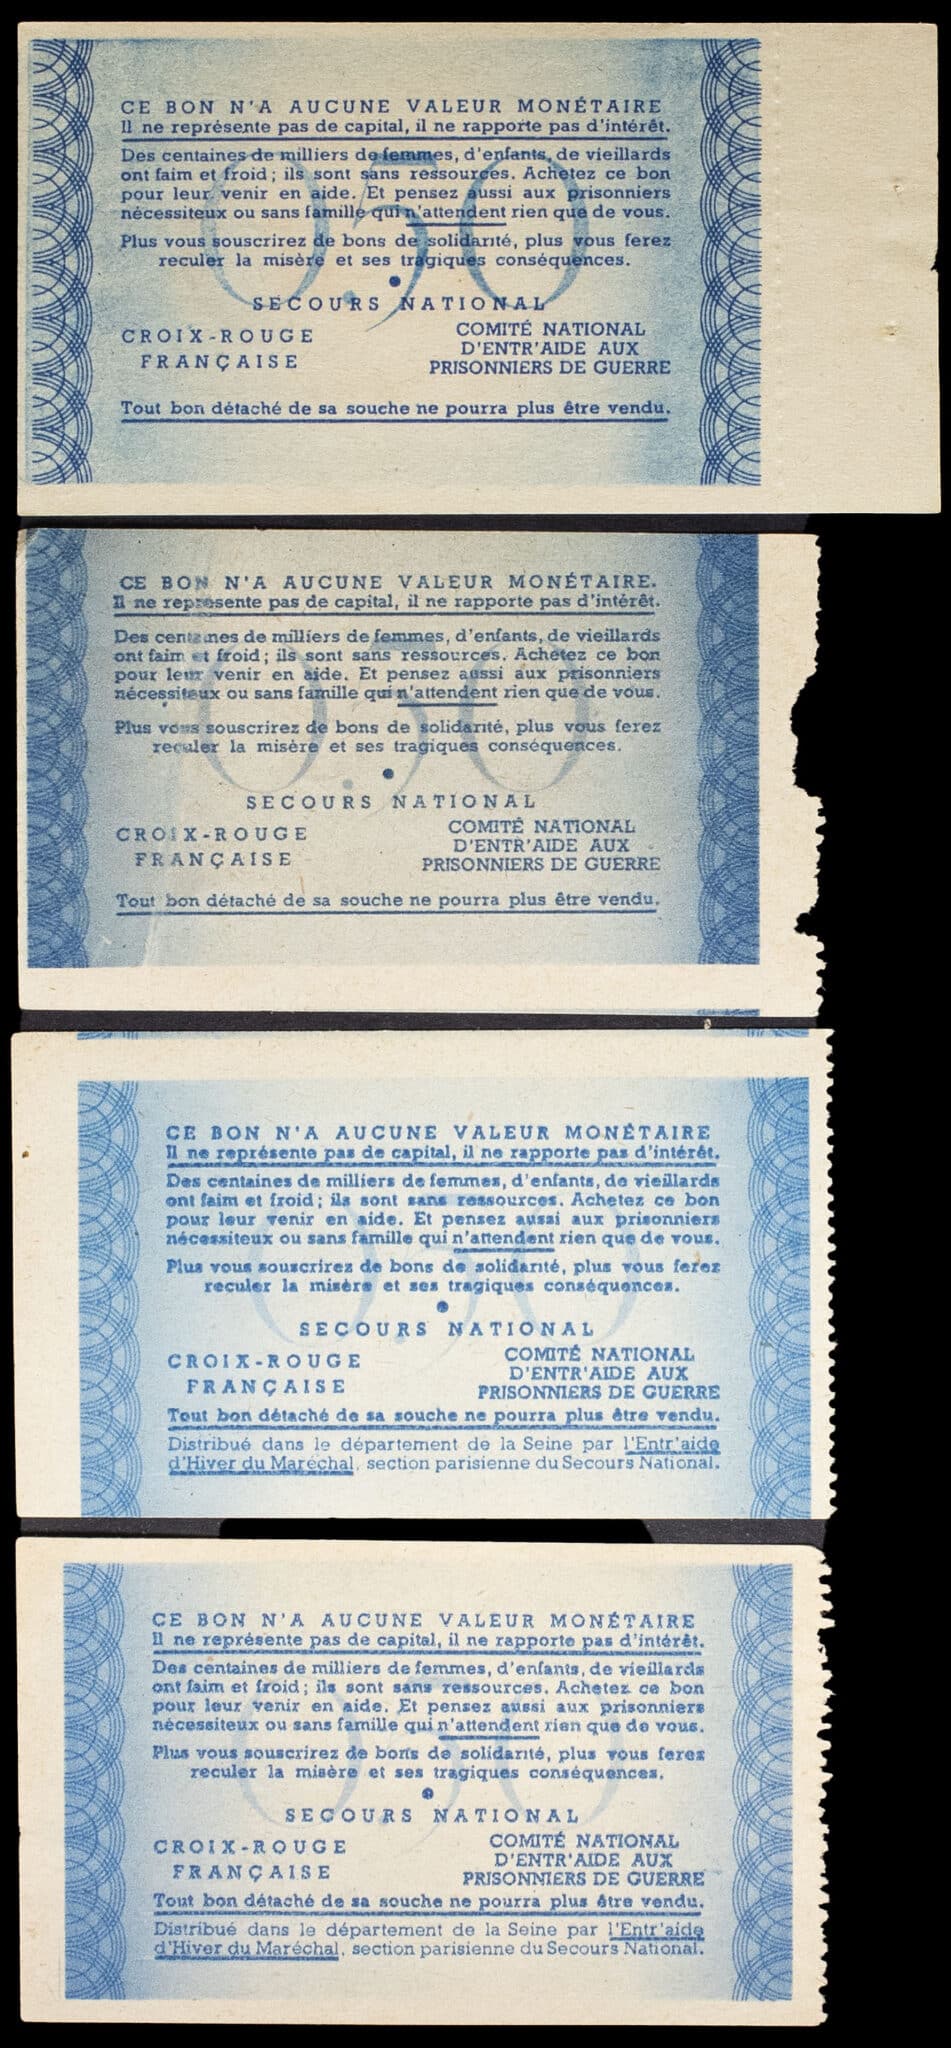 CE BON N'A AUCUNE VALEUR MONÉTAIRE
Il ne représente pas de capital, il ne rapporte pas d'intérêt.
Des centaines de milliers de femmes, d'enfants, de vieillards
ont faim et froid ; ils sont sans ressources. Achetez ce bon
pour leur venir en aide. Et pensez aussi aux prisonniers
nécessiteux ou sans famille qui n'attendent rien que de vous.
Plus vous souscrirez de bons de solidarité, plus vous ferez
reculer la misère et ses tragiques conséquences.
0.50
SECOURS NATIONAL
CROIX-ROUGE
FRANÇAISE
COMITÉ NATIONAL
D'ENTR'AIDE AUX
PRISONNIERS DE GUERRE
Tout bon détaché de sa souche ne pourra plus être vendu.
CE BON N'A AUCUNE VALEUR MONÉTAIRE.
Il ne représente pas de capital, il ne rapporte pas d'intérêt.
Des centaines de milliers de femmes, d'enfants, de vieillards
ont faim et froid ; ils sont sans ressources. Achetez ce bon
pour leur venir en aide. Et pensez aussi aux prisonniers
nécessiteux ou sans famille qui n'attendent rien que de vous.
Plus vous souscrirez de bons de solidarité, plus vous ferez
reculer la misère et ses tragiques conséquences.
0.50
SECOURS NATIONAL
CROIX-ROUGE
FRANÇAISE
COMITÉ NATIONAL
D'ENTR'AIDE AUX
PRISONNIERS DE GUERRE
Tout bon détaché de sa souche ne pourra plus être vendu.
CE BON N'A AUCUNE VALEUR MONÉTAIRE
Il ne représente pas de capital, il ne rapporte pas d'intérêt.
Des centaines de milliers de femmes, d'enfants, de vieillards
ont faim et froid ; ils sont sans ressources. Achetez ce bon
pour leur venir en aide. Et pensez aussi aux prisonniers
nécessiteux ou sans famille qui n'attendent rien que de vous.
Plus vous souscrirez de bons de solidarité, plus vous ferez
reculer la misère et ses tragiques conséquences.
0.50
SECOURS NATIONAL
CROIX-ROUGE
FRANÇAISE
COMITÉ NATIONAL
D'ENTR'AIDE AUX
PRISONNIERS DE GUERRE
Tout bon détaché de sa souche ne pourra plus être vendu.
Distribué dans le département de la Seine par l'Entr'aide
d'Hiver du Maréchal, section parisienne du Secours National.
CE BON N'A AUCUNE VALEUR MONÉTAIRE
Il ne représente pas de capital, il ne rapporte pas d'intérêt.
Des centaines de milliers de femmes, d'enfants, de vieillards
ont faim et froid ; ils sont sans ressources. Achetez ce bon
pour leur venir en aide. Et pensez aussi aux prisonniers
nécessiteux ou sans famille qui n'attendent rien que de vous.
Plus vous souscrirez de bons de solidarité, plus vous ferez
reculer la misère et ses tragiques conséquences.
0.50
SECOURS NATIONAL
CROIX-ROUGE
FRANÇAISE
COMITÉ NATIONAL
D'ENTR'AIDE AUX
PRISONNIERS DE GUERRE
Tout bon détaché de sa souche ne pourra plus être vendu.
Distribué dans le département de la Seine par l'Entr'aide
d'Hiver du Maréchal, section parisienne du Secours National.